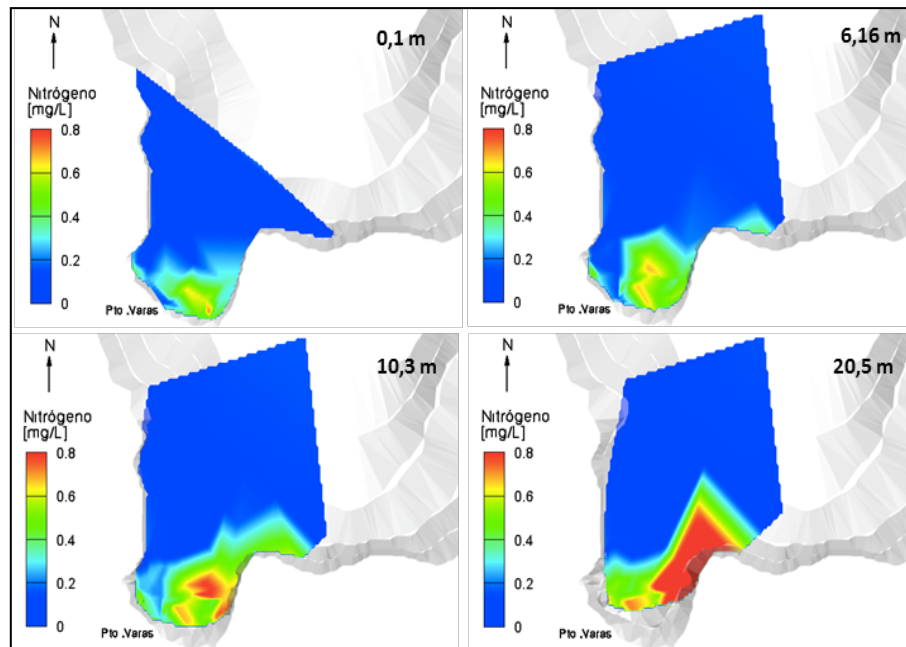 N
0,1 m
Nitrógeno
[mg/L]
0.8
0.6
0.4
0.2
0
Pto .Varas
N
6,16 m
Nitrógeno
[mg/L]
0.8
0.6
0.4
0.2
0
Pto .Varas
N
10,3 m
Nitrógeno
[mg/L]
0.8
0.6
0.4
0.2
0
Pto .Varas
N
20,5 m
Nitrógeno
[mg/L]
0.8
0.6
0.4
0.2
0
Pto .Varas